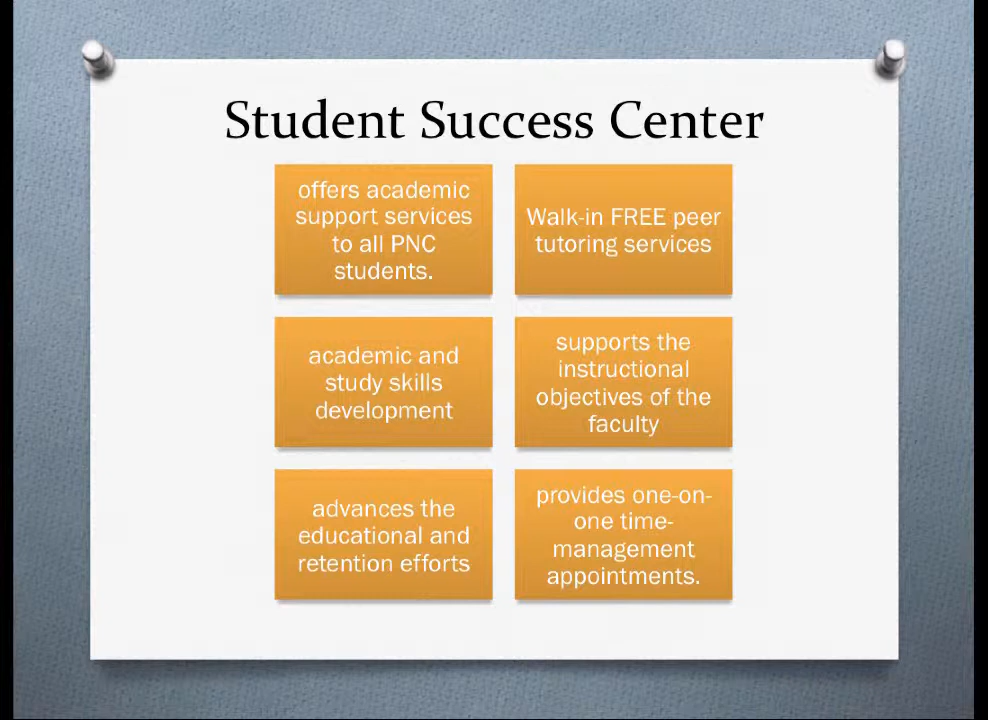 Student Success Center
offers academic
support services
to all PNC
students.
Walk-in FREE peer
tutoring services
academic and
study skills
development
supports the
instructional
objectives of the
faculty
advances the
educational and
retention efforts
provides one-on-
one time-
management
appointments.